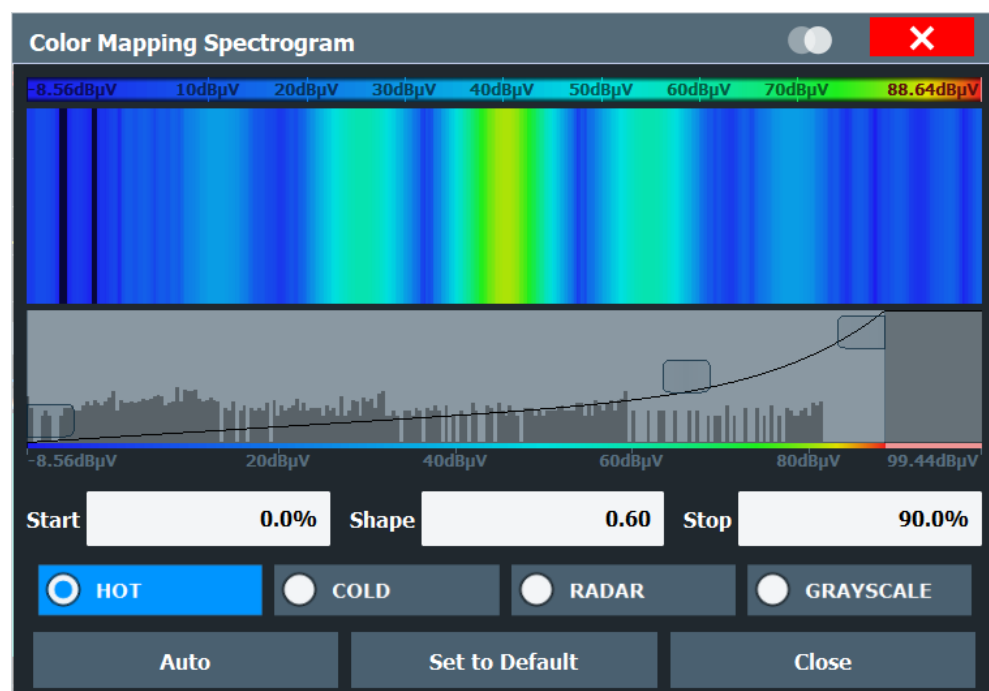 Color Mapping Spectrogram
-8.56dBµV 10dBµV 20dBµV 30dBµV 40dBµV 50dBµV 60dBµV 70dBµV 88.64dBµV
-8.56dBµV 20dBµV 40dBµV 60dBµV 80dBµV 99.44dBµV
Start 0.0% Shape 0.60 Stop 90.0%
HOT COLD RADAR GRAYSCALE
Auto Set to Default Close